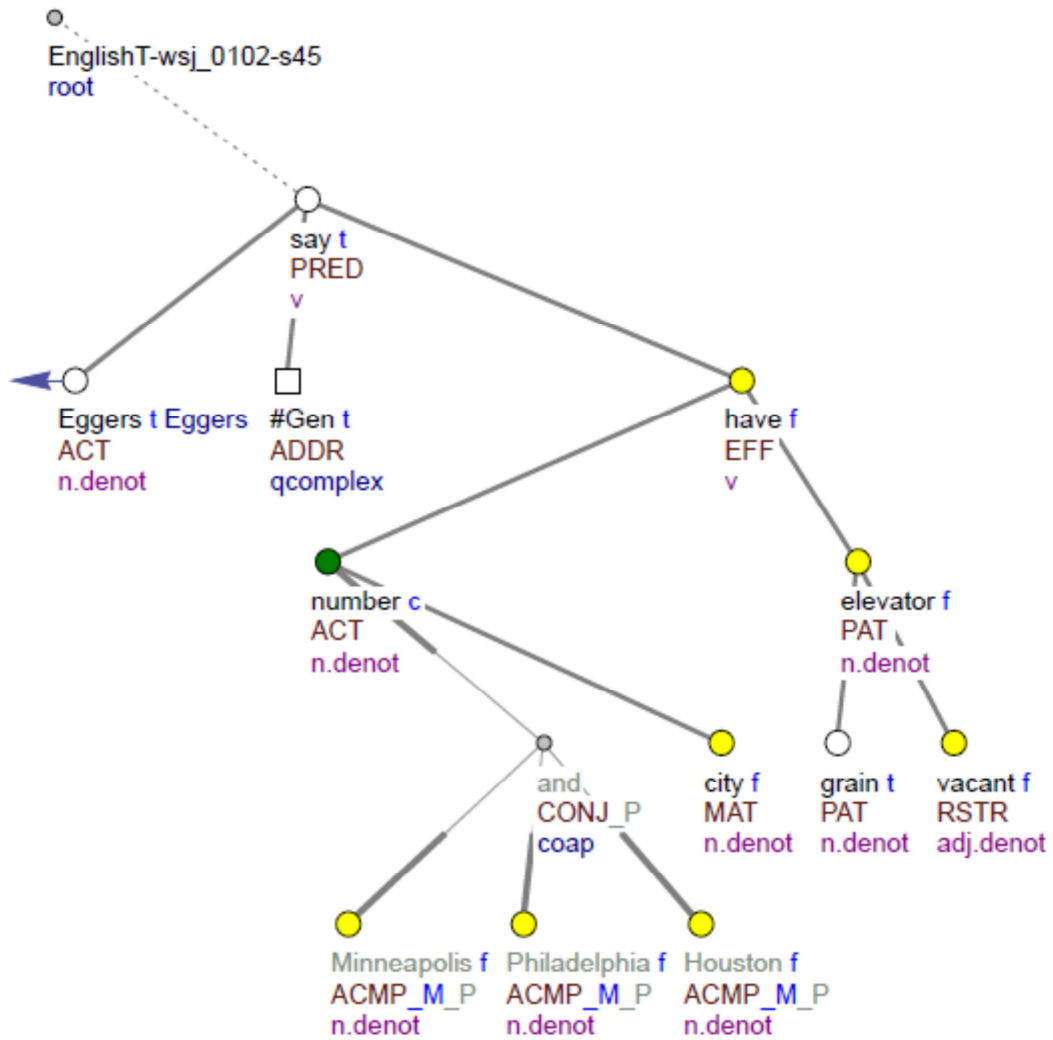 EnglishT-wsj_0102-s45
root
say t
PRED
v
Eggers t Eggers
ACT
n.denot
#Gen t
ADDR
qcomplex
have f
EFF
v
number c
ACT
n.denot
elevator f
PAT
n.denot
and
CONJ_P
coap
city f
MAT
n.denot
grain t
PAT
n.denot
vacant f
RSTR
adj.denot
Minneapolis f
ACMP_M_P
n.denot
Philadelphia f
ACMP_M_P
n.denot
Houston f
ACMP_M_P
n.denot